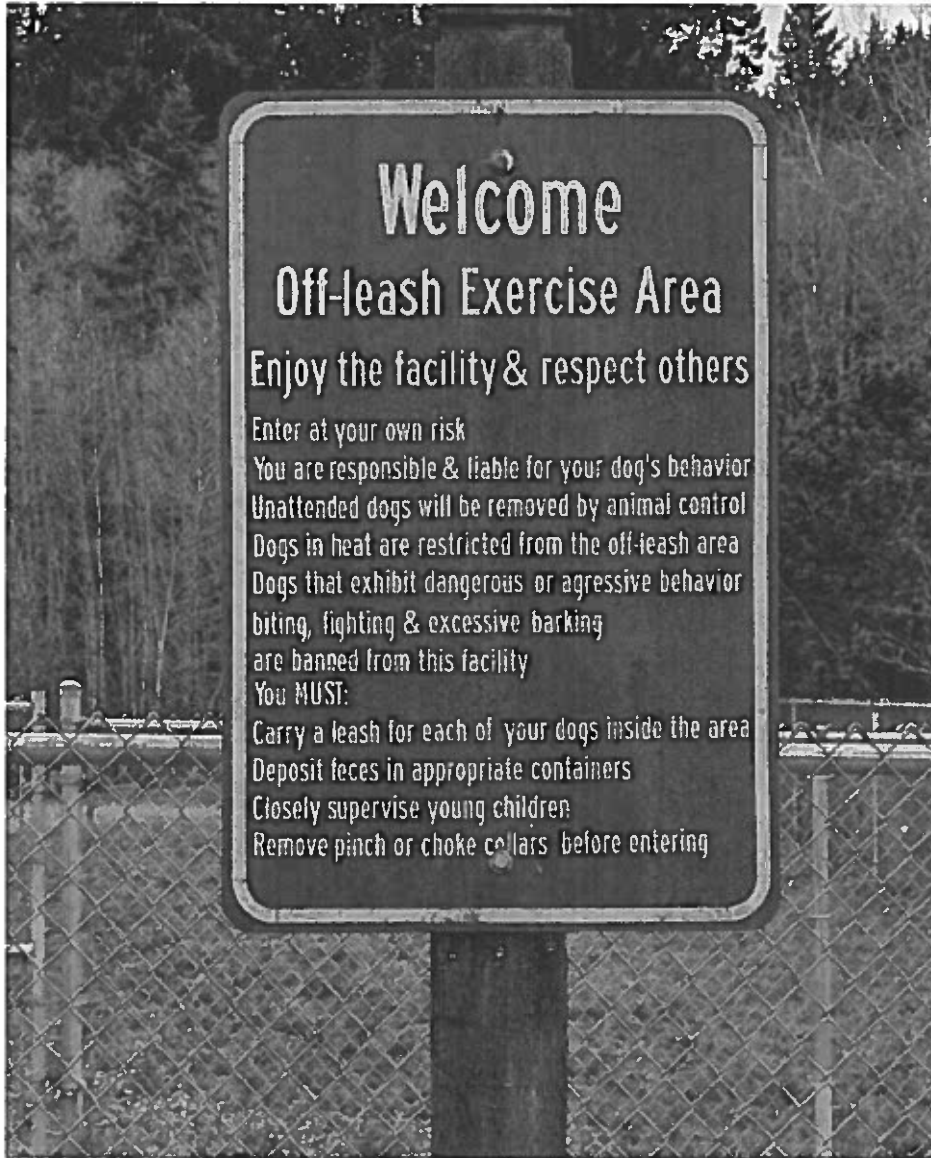 Welcome
Off-leash Exercise Area
Enjoy the facility & respect others
Enter at your own risk
You are responsible & liable for your dog's behavior
Unattended dogs will be removed by animal control
Dogs in heat are restricted from the off-leash area
Dogs that exhibit dangerous or agressive behavior
biting, fighting & excessive barking
are banned from this facility
You MUST:
Carry a leash for each of your dogs inside the area
Deposit feces in appropriate containers
Closely supervise young children
Remove pinch or choke collars before entering